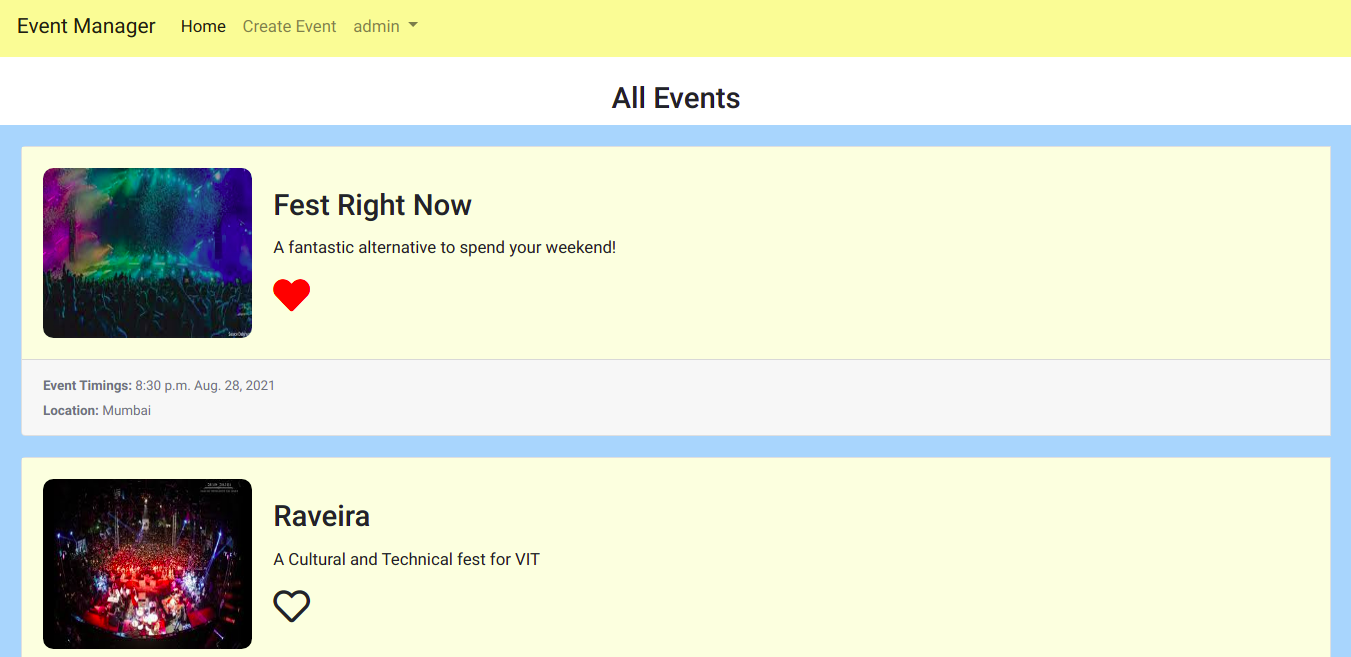 Event Manager Home Create Event admin
All Events
Fest Right Now
A fantastic alternative to spend your weekend!
Event Timings: 8:30 p.m. Aug. 28, 2021
Location: Mumbai
Raveira
A Cultural and Technical fest for VIT